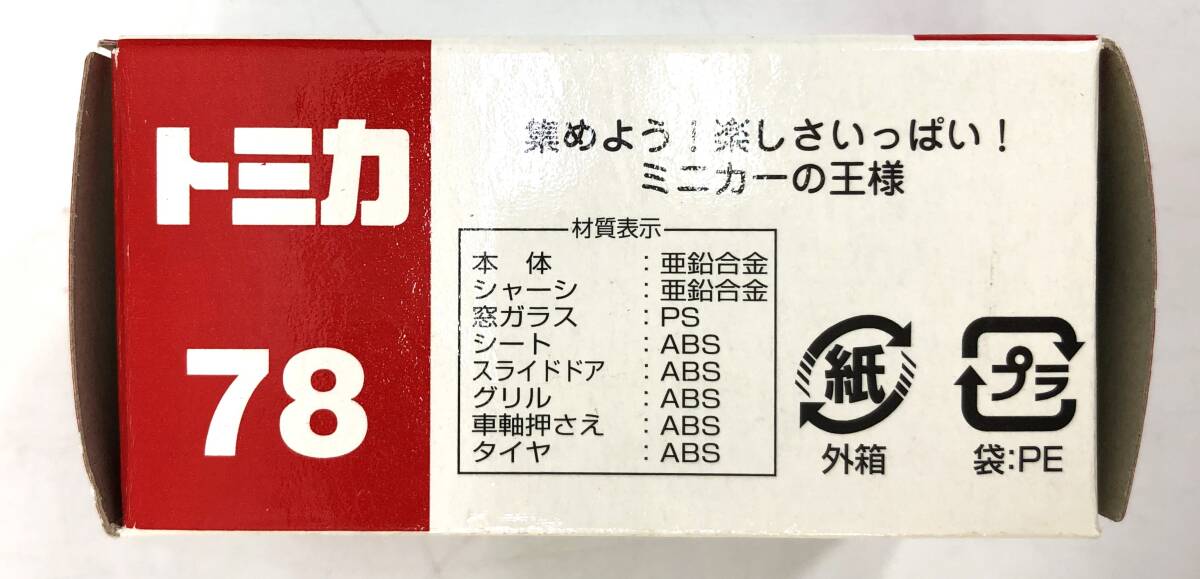 トミカ
78
集めよう！楽しさいっぱい！
ミニカーの王様
材質表示
本体：亜鉛合金
シャーシ：亜鉛合金
窓ガラス：PS
シート：ABS
スライドドア：ABS
グリル：ABS
車軸押さえ：ABS
タイヤ：ABS
紙
外箱
プラ
袋:PE